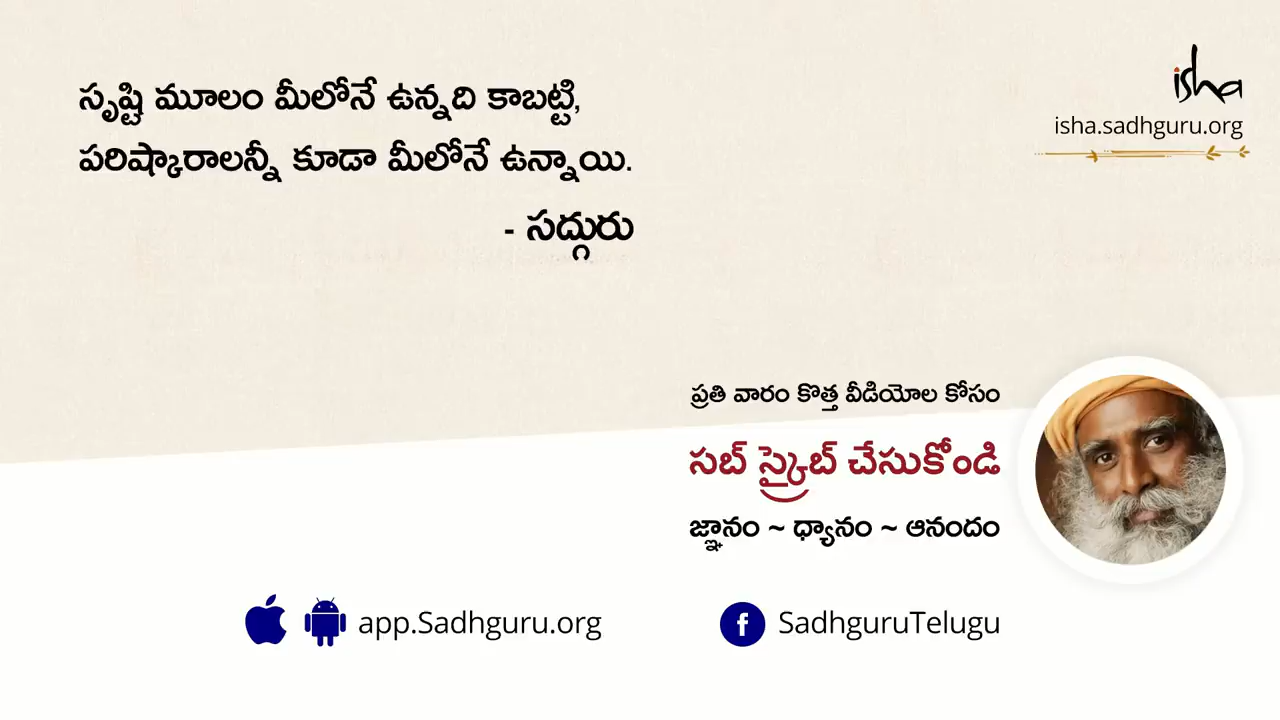 సృష్టి మూలం మీలోనే ఉన్నది కాబట్టి,
పరిష్కారాలన్నీ కూడా మీలోనే ఉన్నాయి.
- సద్గురు
isha
isha.sadhguru.org
ప్రతి వారం కొత్త వీడియోల కోసం
సబ్ స్క్రైబ్ చేసుకోండి
జ్ఞానం ~ ధ్యానం ~ ఆనందం
app.Sadhguru.org
SadhguruTelugu